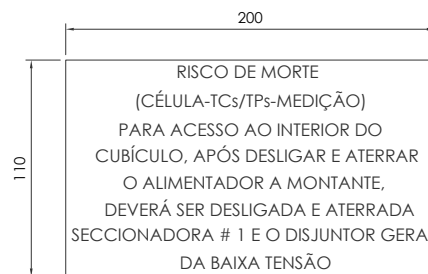 200
110
RISCO DE MORTE
(CÉLULA-TCs/TPs-MEDIÇÃO)
PARA ACESSO AO INTERIOR DO
CUBÍCULO, APÓS DESLIGAR E ATERRAR
O ALIMENTADOR A MONTANTE,
DEVERÁ SER DESLIGADA E ATERRADA
SECCIONADORA # 1 E O DISJUNTOR GERA
DA BAIXA TENSÃO